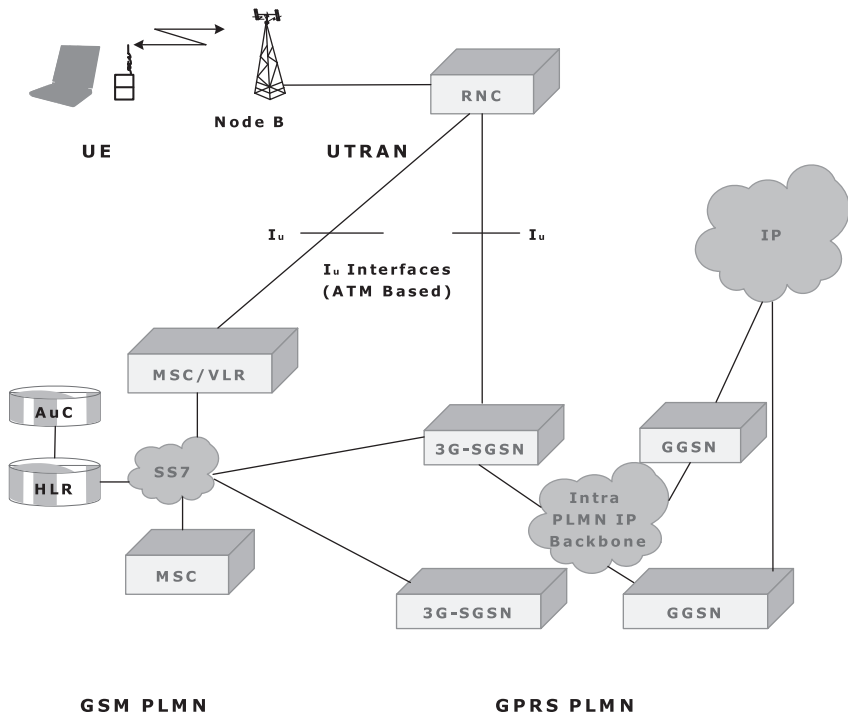 RNC
Node B
UE
UTRAN
Iu
Iu
IP
Iu Interfaces
(ATM Based)
MSC/VLR
AuC
3G-SGSN
GGSN
SS7
HLR
Intra
PLMN IP
Backbone
MSC
3G-SGSN
GGSN
GSM PLMN
GPRS PLMN